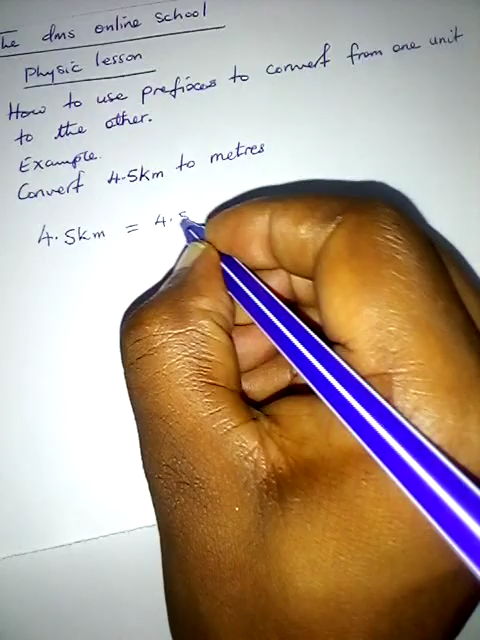 The dms online school
Physic lesson
How to use prefixes to convert from one unit
to the other.
Example.
Convert 4.5km to metres
4.5km = 4.5